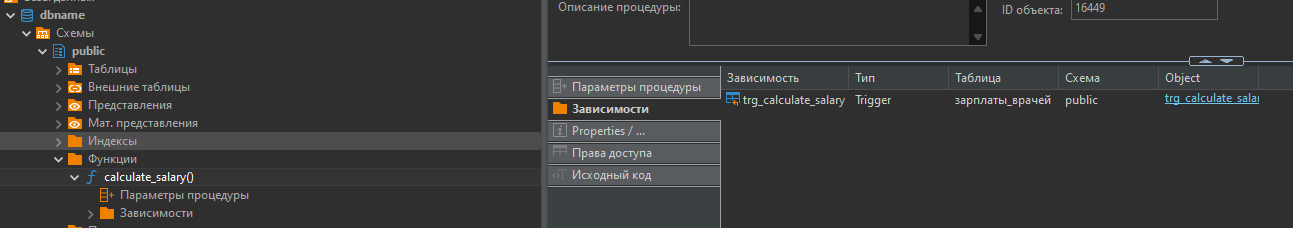 dbname
Схемы
public
Таблицы
Внешние таблицы
Представления
Мат. представления
Индексы
Функции
calculate_salary()
Параметры процедуры
Зависимости
Описание процедуры:
ID объекта:
16449
Параметры процедуры
Зависимости
Properties / ...
Права доступа
Исходный код
Зависимость Тип Таблица Схема Object
trg_calculate_salary Trigger зарплаты_врачей public trg_calculate_salar